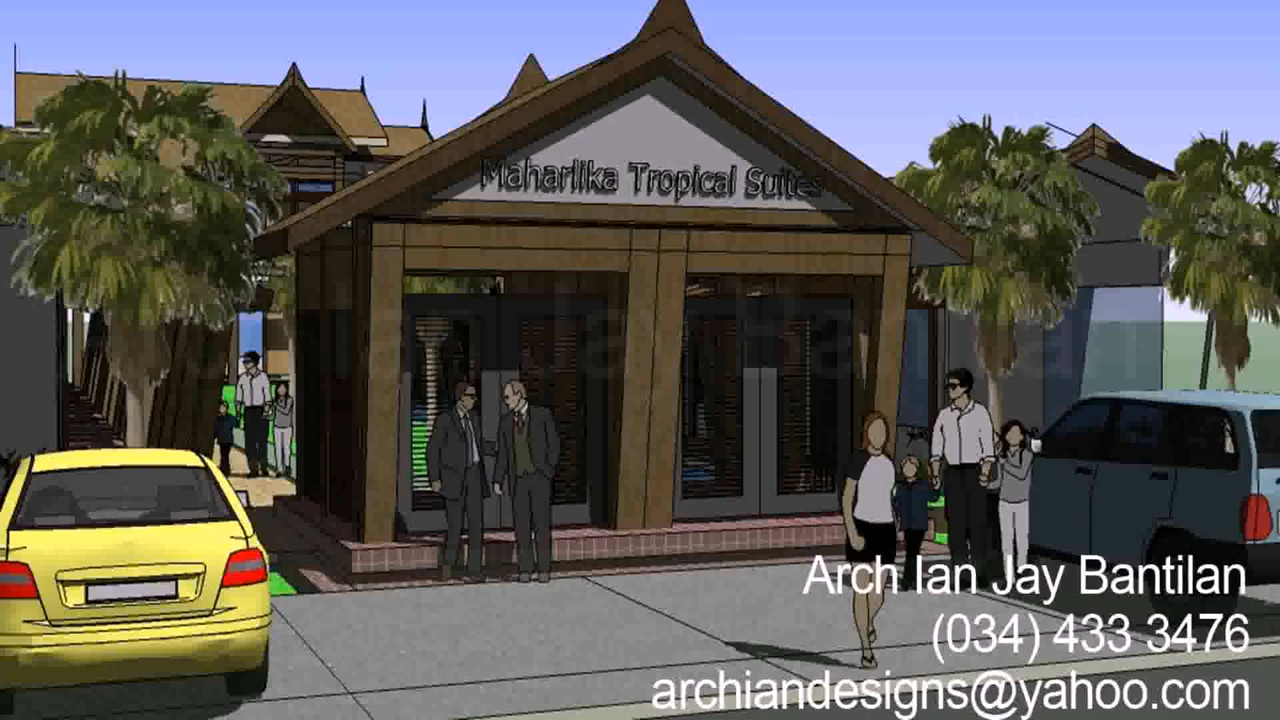 Maharlika Tropical Suites
Arch Ian Jay Bantilan
(034) 433 3476
archiandesigns@yahoo.com